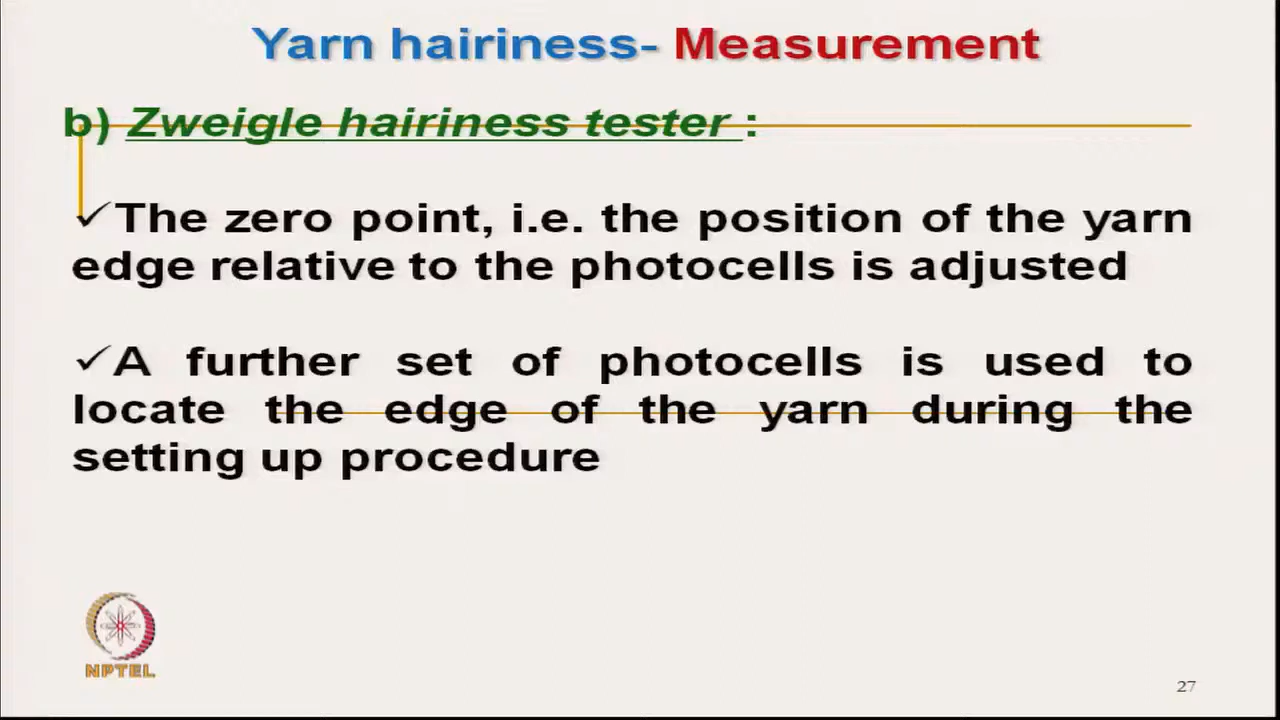 Yarn hairiness- Measurement
b) Zweigle hairiness tester :
✓The zero point, i.e. the position of the yarn
edge relative to the photocells is adjusted
✓A further set of photocells is used to
locate the edge of the yarn during the
setting up procedure
NPTEL
27